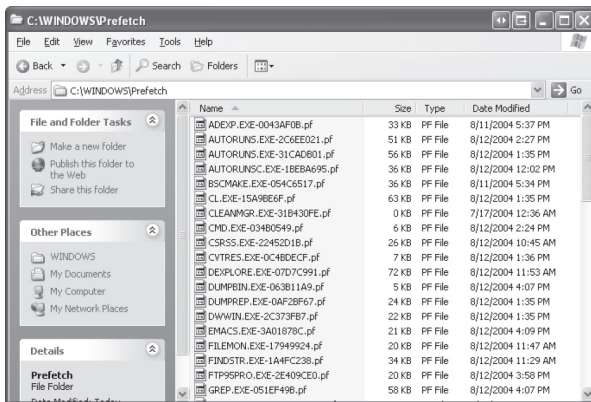 C:\WINDOWS\Prefetch
File Edit View Favorites Tools Help
Back Search Folders
Address C:\WINDOWS\Prefetch Go
File and Folder Tasks
Make a new folder
Publish this folder to
the Web
Share this folder
Other Places
WINDOWS
My Documents
My Computer
My Network Places
Details
Prefetch
File Folder
Date Modified: Today
Name Size Type Date Modified
ADEXP.EXE-0043AF0B.pf 33 KB PF File 8/11/2004 5:37 PM
AUTORUNS.EXE-2C6EE021.pf 51 KB PF File 8/12/2004 2:27 PM
AUTORUNS.EXE-31CADB01.pf 56 KB PF File 8/12/2004 1:35 PM
AUTORUNSC.EXE-1BEBA695.pf 36 KB PF File 8/12/2004 12:02 PM
BSCMAKE.EXE-054C6517.pf 36 KB PF File 8/11/2004 5:34 PM
CL.EXE-15A9BE6F.pf 63 KB PF File 8/12/2004 1:35 PM
CLEANMGR.EXE-31B430FE.pf 0 KB PF File 7/17/2004 12:36 AM
CMD.EXE-034B0549.pf 6 KB PF File 8/12/2004 2:24 PM
CSRSS.EXE-22452D1B.pf 26 KB PF File 8/12/2004 10:45 AM
CVTRES.EXE-0C4BDECF.pf 7 KB PF File 8/12/2004 1:36 PM
DEXPLORE.EXE-07D7C991.pf 72 KB PF File 8/12/2004 11:53 AM
DUMPBIN.EXE-063B11A9.pf 5 KB PF File 8/12/2004 4:07 PM
DUMPREP.EXE-0AF2BF67.pf 24 KB PF File 8/12/2004 1:35 PM
DWWIN.EXE-2C373FB7.pf 22 KB PF File 8/12/2004 1:35 PM
EMACS.EXE-3A01878C.pf 21 KB PF File 8/12/2004 4:09 PM
FILEMON.EXE-17949924.pf 20 KB PF File 8/12/2004 11:47 AM
FINDSTR.EXE-1A4FC238.pf 34 KB PF File 8/12/2004 11:29 AM
FTP95PRO.EXE-2E409CE0.pf 20 KB PF File 8/12/2004 3:58 PM
GREP.EXE-051EF49B.pf 58 KB PF File 8/12/2004 4:07 PM